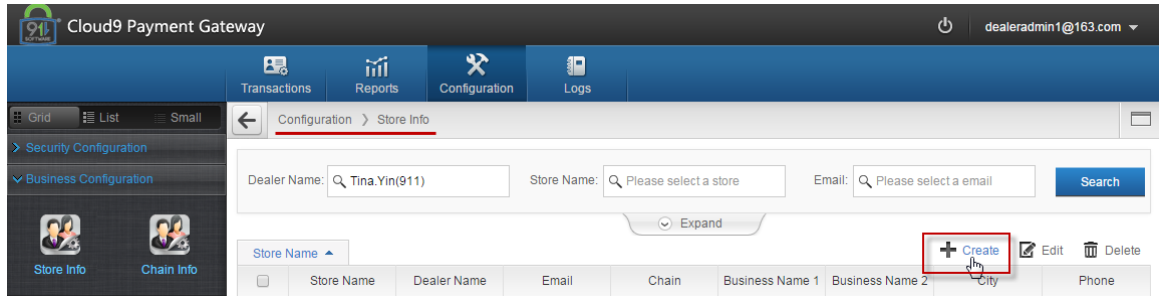 91 SOFTWARE Cloud9 Payment Gateway dealeradmin1@163.com
Transactions Reports Configuration Logs
Grid List Small Configuration Store Info
Security Configuration
Business Configuration Dealer Name: Tina.Yin(911) Store Name: Please select a store Email: Please select a email Search
Expand
Store Name Create Edit Delete
Store Info Chain Info
Store Name Dealer Name Email Chain Business Name 1 Business Name 2 City Phone